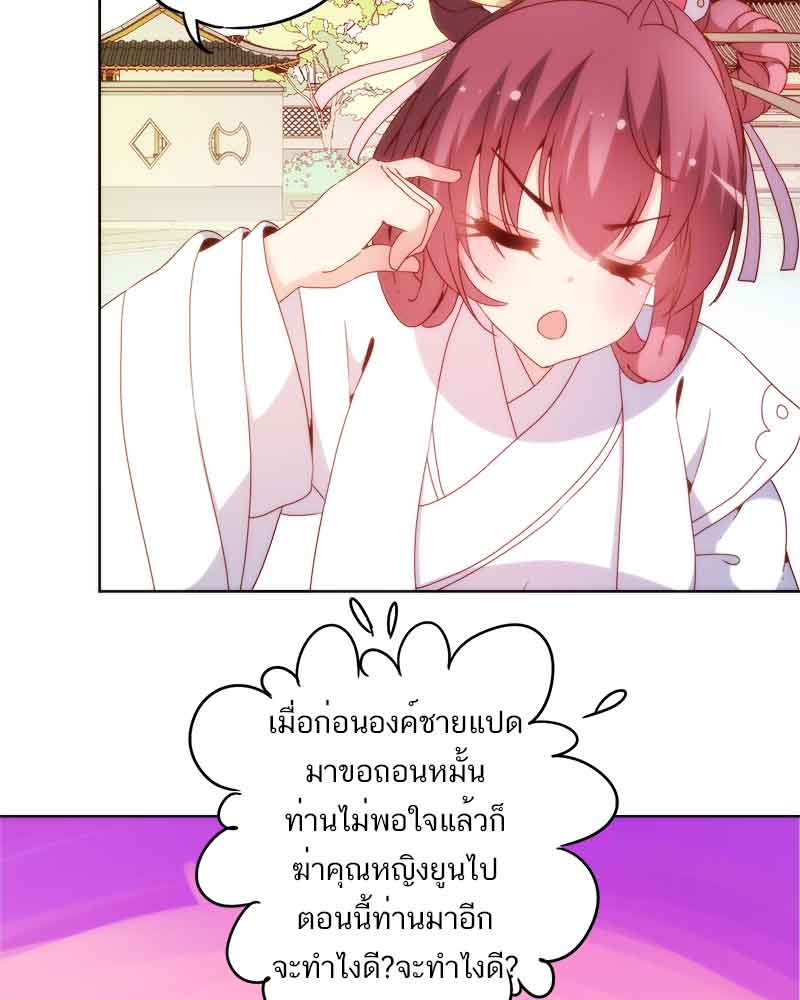 เมื่อก่อนองค์ชายแปด
มาขอถอนหมั้น
ท่านไม่พอใจแล้วก็
ฆ่าคุณหญิงยูนไป
ตอนนี้ท่านมาอีก
จะทำไงดี?จะทำไงดี?